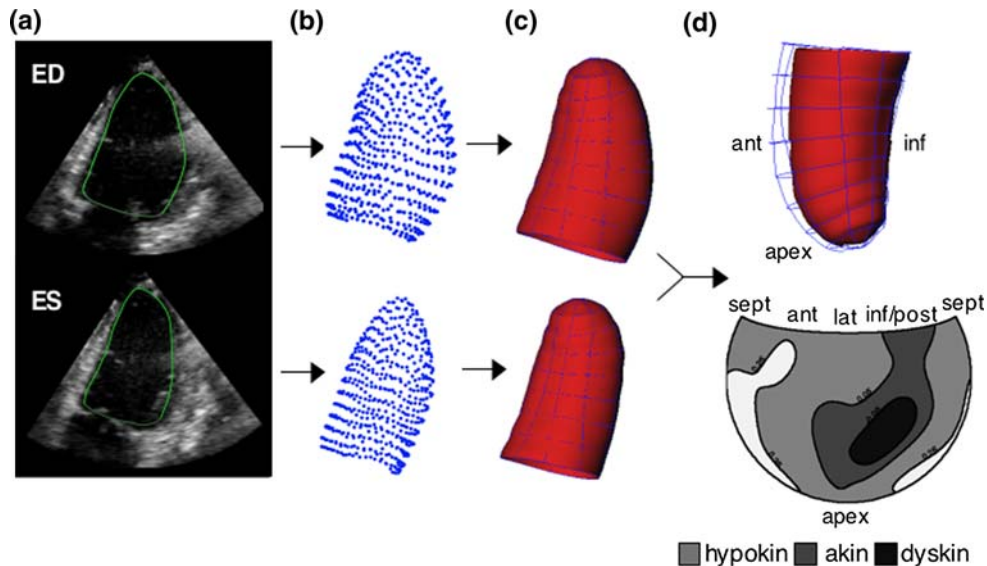 (a) (b) (c) (d)
ED
ant inf
apex
ES
sept ant lat inf/post sept
apex
hypokin akin dyskin